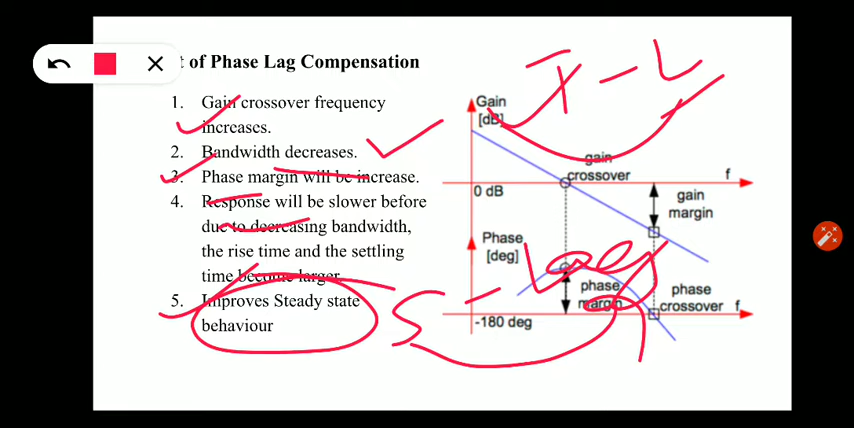 t of Phase Lag Compensation
1. Gain crossover frequency
increases.
2. Bandwidth decreases.
3. Phase margin will be increase.
4. Response will be slower before
due to decreasing bandwidth,
the rise time and the settling
time become larger
5. Improves Steady state
behaviour
Gain
[dB]
gain
crossover
f
0 dB
gain
margin
Phase
[deg]
phase
margin
phase
crossover f
-180 deg
S - Lag